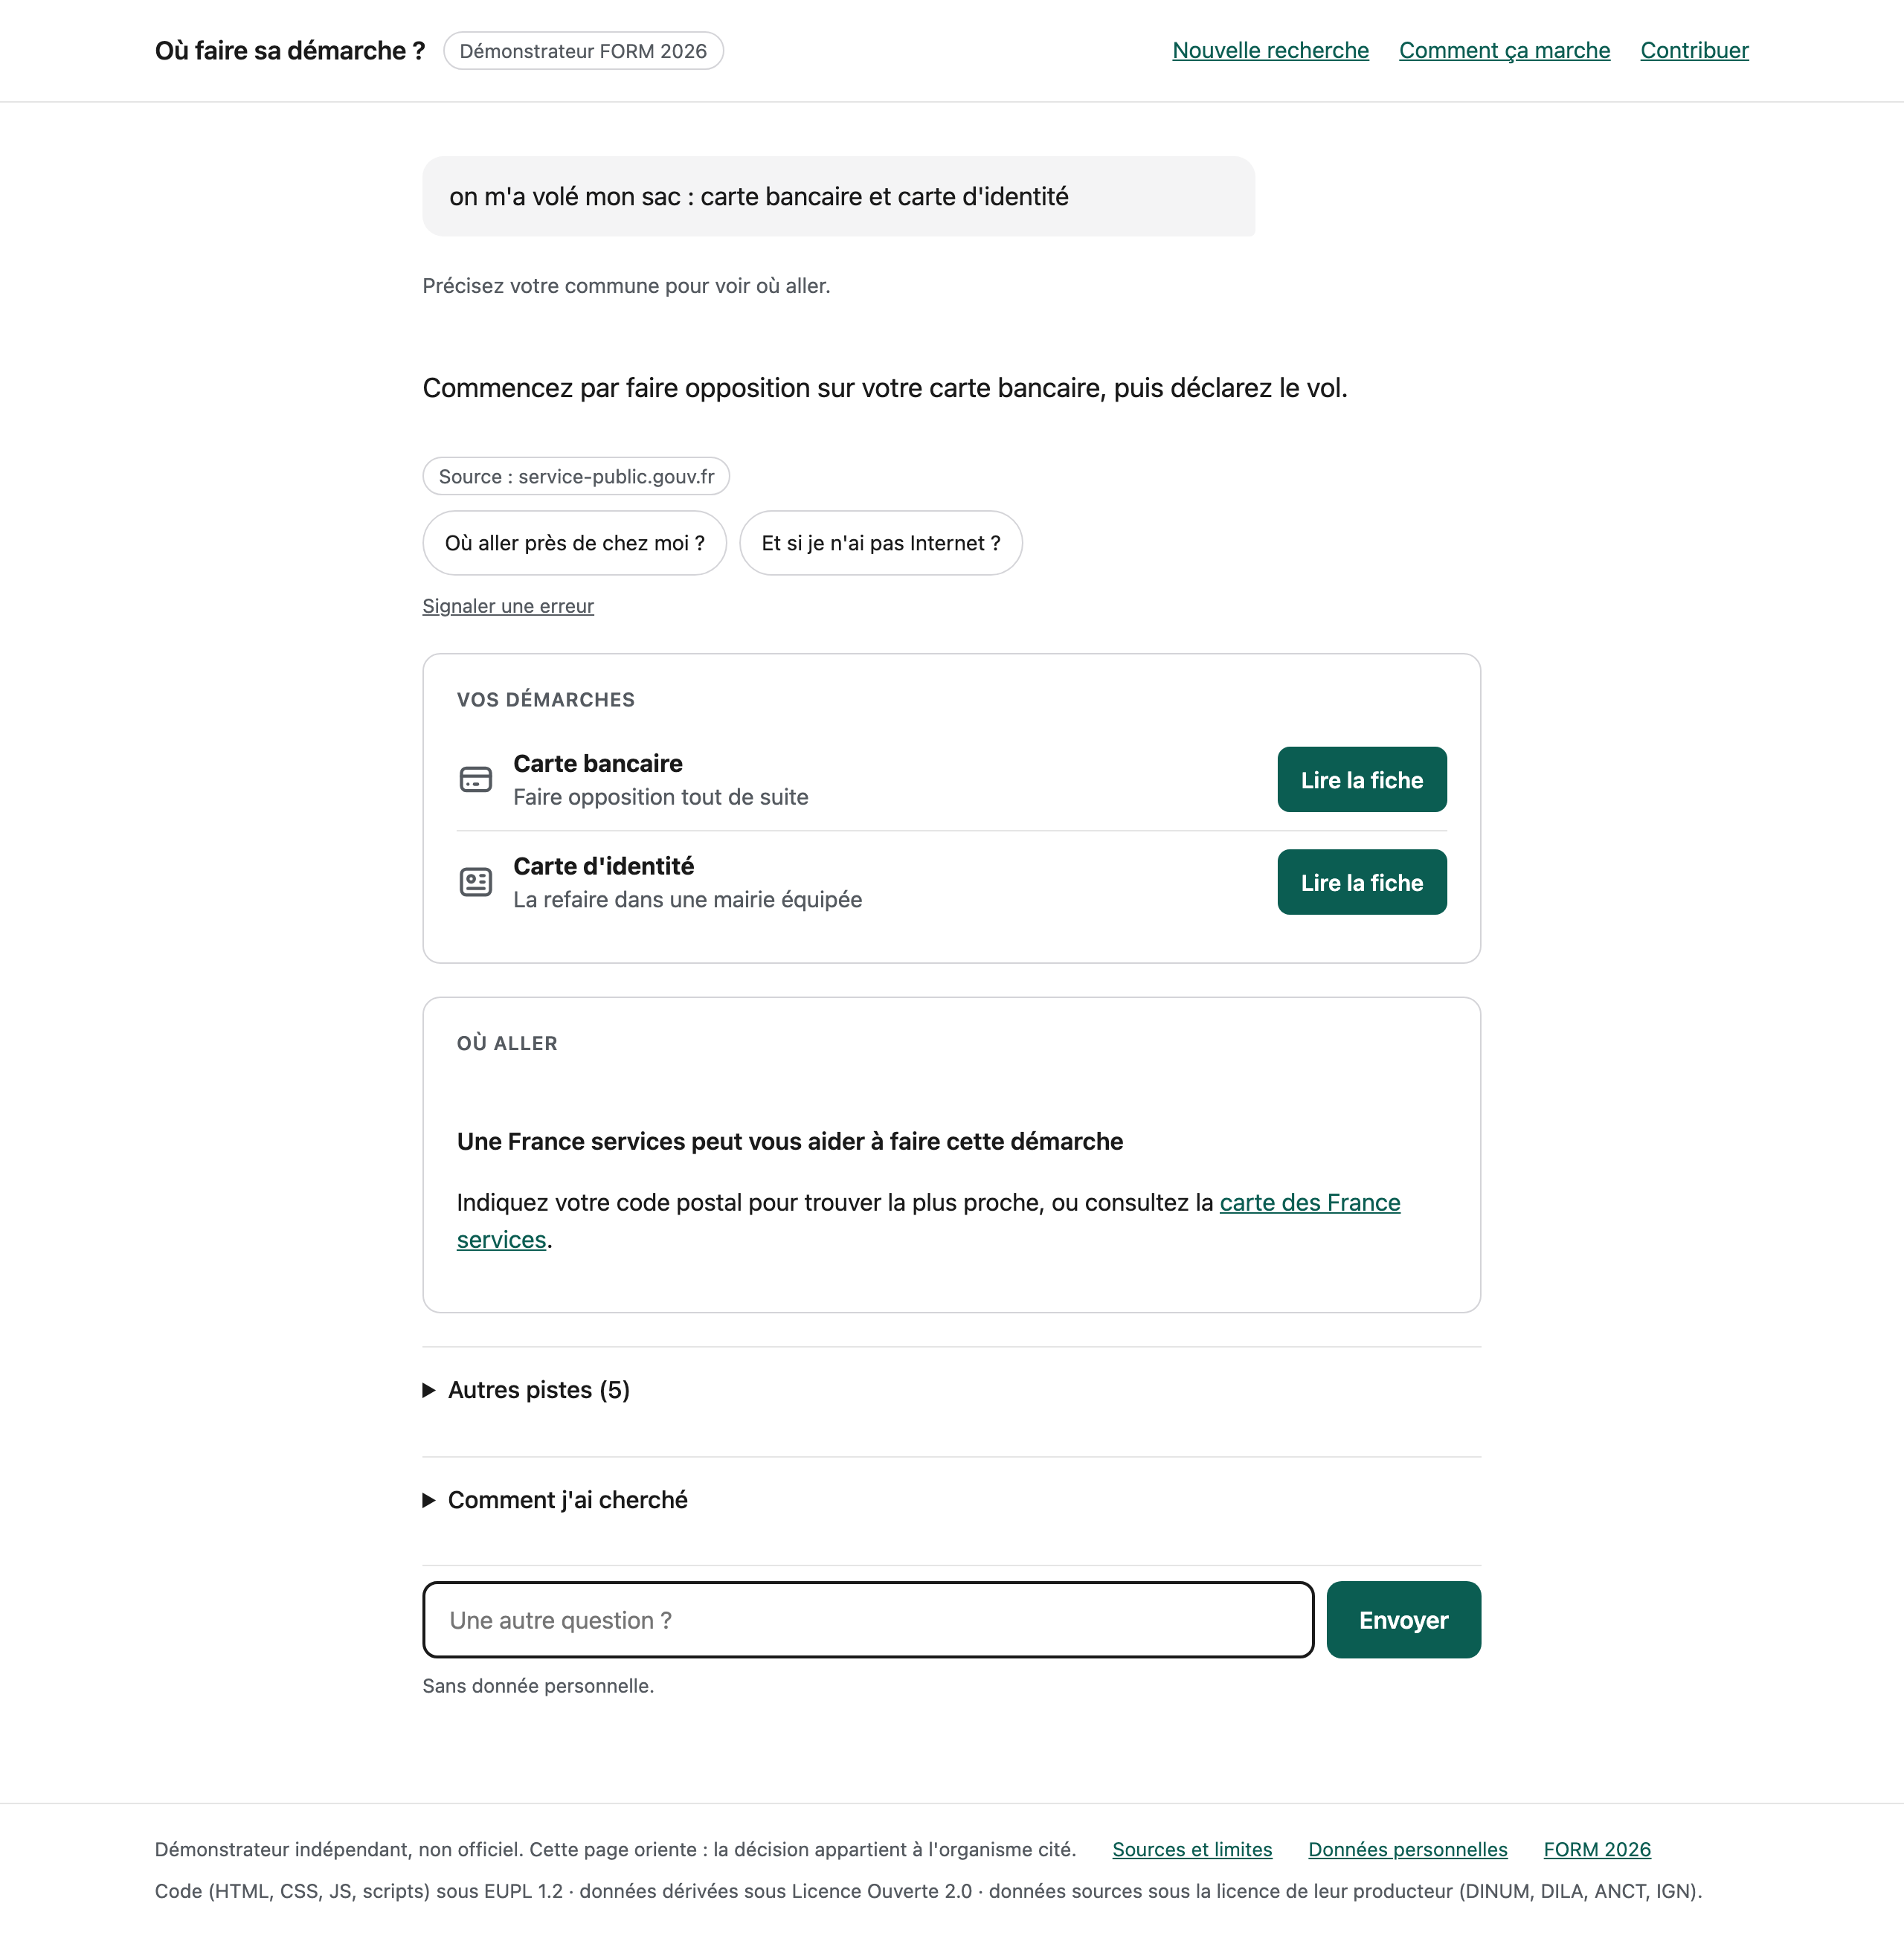 Où faire sa démarche ?
Démonstrateur FORM 2026
Nouvelle recherche
Comment ça marche
Contribuer
on m'a volé mon sac : carte bancaire et carte d'identité
Précisez votre commune pour voir où aller.
Commencez par faire opposition sur votre carte bancaire, puis déclarez le vol.
Source : service-public.gouv.fr
Où aller près de chez moi ?
Et si je n'ai pas Internet ?
Signaler une erreur
VOS DÉMARCHES
Carte bancaire
Faire opposition tout de suite
Lire la fiche
Carte d'identité
La refaire dans une mairie équipée
Lire la fiche
OÙ ALLER
Une France services peut vous aider à faire cette démarche
Indiquez votre code postal pour trouver la plus proche, ou consultez la carte des France
services.
Autres pistes (5)
Comment j'ai cherché
Une autre question ?
Envoyer
Sans donnée personnelle.
Démonstrateur indépendant, non officiel. Cette page oriente : la décision appartient à l'organisme cité.
Sources et limites
Données personnelles
FORM 2026
Code (HTML, CSS, JS, scripts) sous EUPL 1.2 · données dérivées sous Licence Ouverte 2.0 · données sources sous la licence de leur producteur (DINUM, DILA, ANCT, IGN).